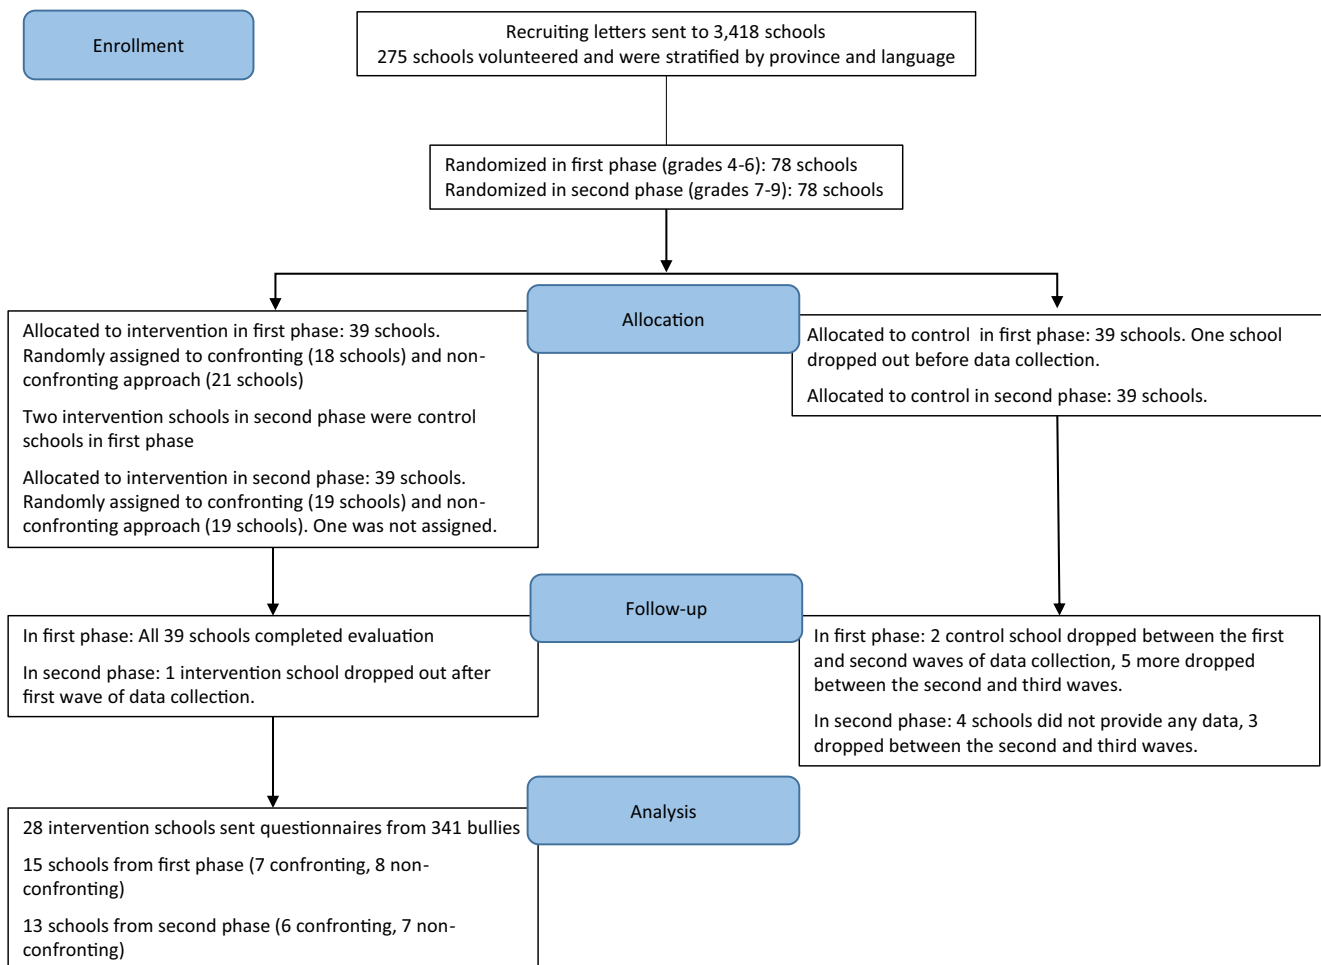 Enrollment
Recruiting letters sent to 3,418 schools
275 schools volunteered and were stratified by province and language
Randomized in first phase (grades 4-6): 78 schools
Randomized in second phase (grades 7-9): 78 schools
Allocation
Allocated to intervention in first phase: 39 schools.
Randomly assigned to confronting (18 schools) and non-
confronting approach (21 schools)
Two intervention schools in second phase were control
schools in first phase
Allocated to intervention in second phase: 39 schools.
Randomly assigned to confronting (19 schools) and non-
confronting approach (19 schools). One was not assigned.
Allocated to control  in first phase: 39 schools. One school
dropped out before data collection.
Allocated to control in second phase: 39 schools.
Follow-up
In first phase: All 39 schools completed evaluation
In second phase: 1 intervention school dropped out after
first wave of data collection.
In first phase: 2 control school dropped between the first
and second waves of data collection, 5 more dropped
between the second and third waves.
In second phase: 4 schools did not provide any data, 3
dropped between the second and third waves.
Analysis
28 intervention schools sent questionnaires from 341 bullies
15 schools from first phase (7 confronting, 8 non-
confronting)
13 schools from second phase (6 confronting, 7 non-
confronting)